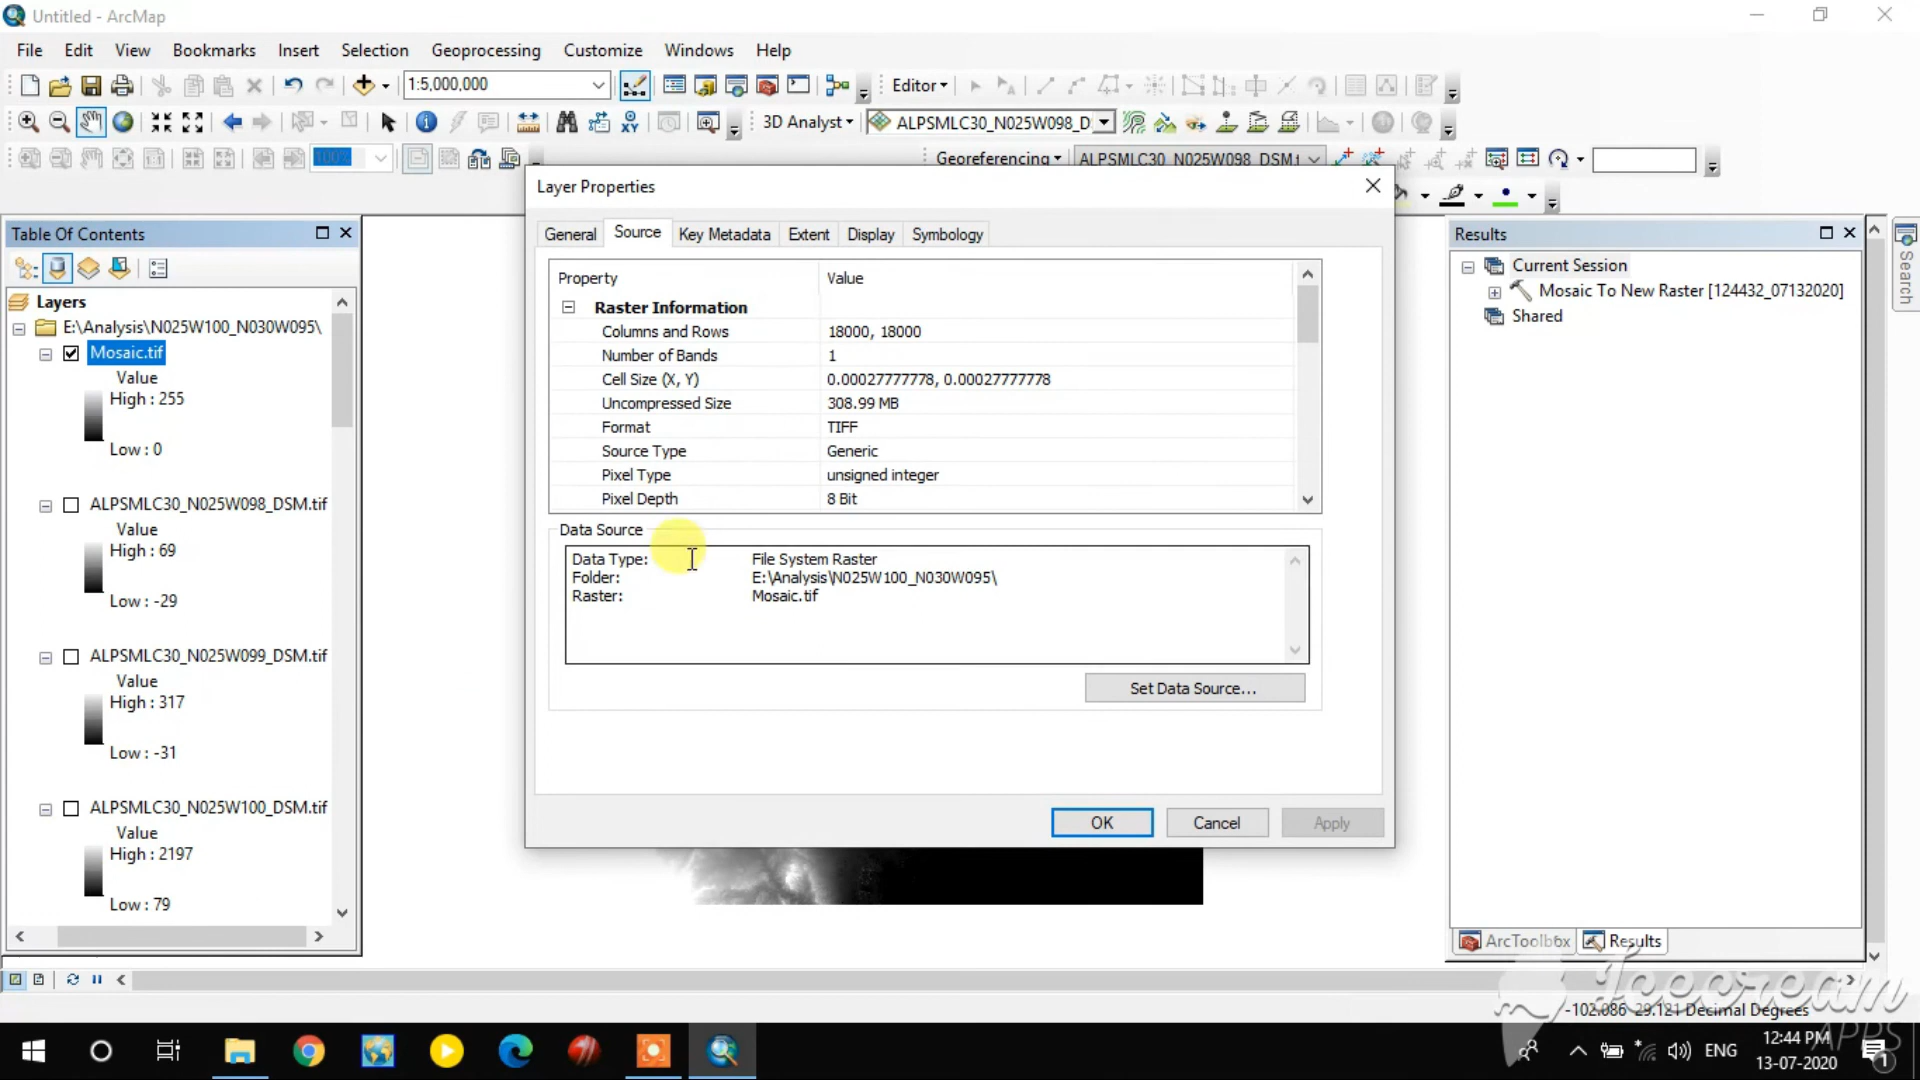 Untitled - ArcMap
File Edit View Bookmarks Insert Selection Geoprocessing Customize Windows Help
1:5,000,000
Editor
3D Analyst
ALPSMLC30_N025W098_D
100%
Georeferencing
ALPSMLC30_N025W098_DSM.t
Layer Properties
General Source Key Metadata Extent Display Symbology
Property Value
Raster Information
Columns and Rows 18000, 18000
Number of Bands 1
Cell Size (X, Y) 0.00027777778, 0.00027777778
Uncompressed Size 308.99 MB
Format TIFF
Source Type Generic
Pixel Type unsigned integer
Pixel Depth 8 Bit
Data Source
Data Type: File System Raster
Folder: E:\Analysis\N025W100_N030W095\
Raster: Mosaic.tif
Set Data Source...
OK Cancel Apply
Table Of Contents
Layers
E:\Analysis\N025W100_N030W095\
Mosaic.tif
Value
High : 255
Low : 0
ALPSMLC30_N025W098_DSM.tif
Value
High : 69
Low : -29
ALPSMLC30_N025W099_DSM.tif
Value
High : 317
Low : -31
ALPSMLC30_N025W100_DSM.tif
Value
High : 2197
Low : 79
Results
Current Session
Mosaic To New Raster [124432_07132020]
Shared
Search
ArcToolbox Results
-102.086 29.121 Decimal Degrees
Icecream
APPS
ENG
12:44 PM
13-07-2020
1